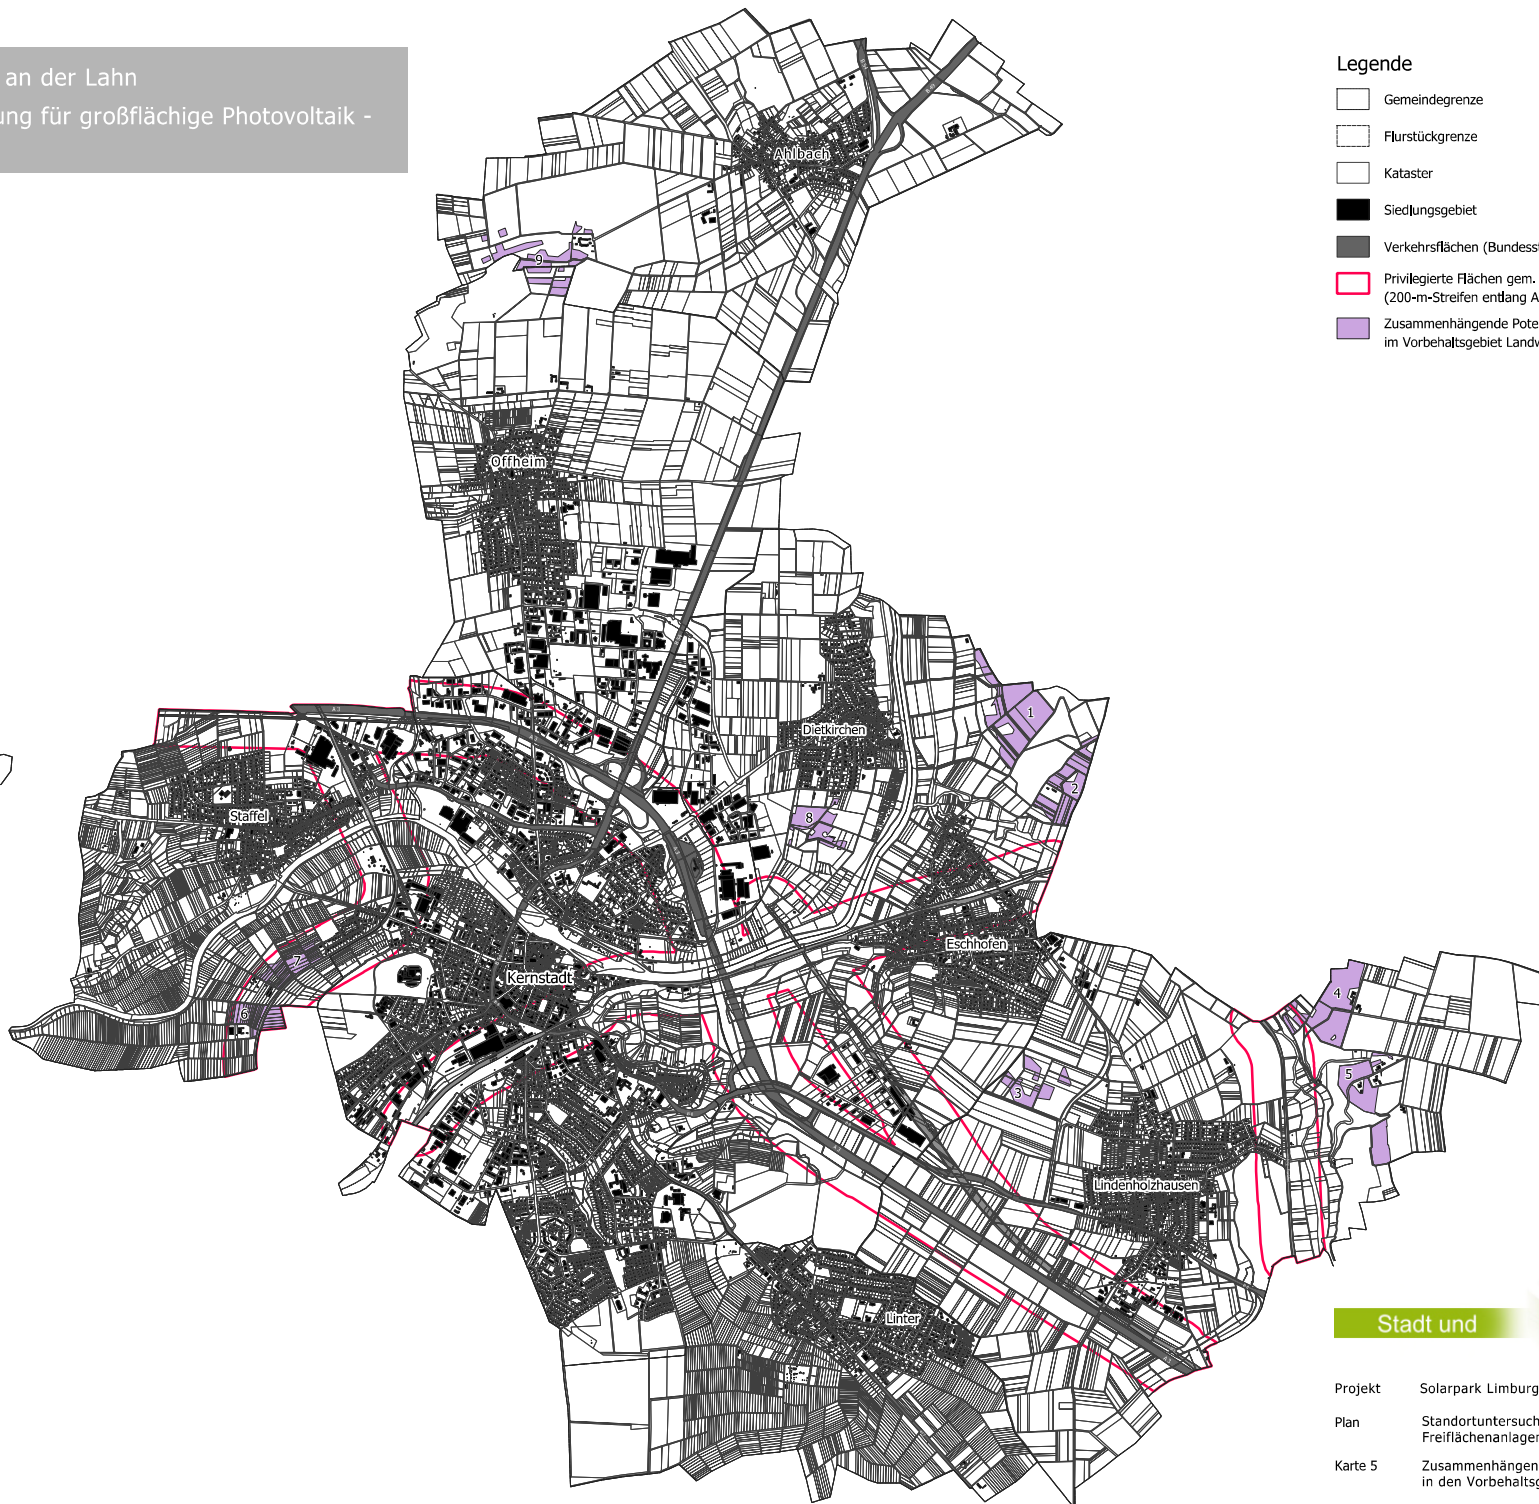 an der Lahn
ung für großflächige Photovoltaik -
Legende
Gemeindegrenze
Flurstückgrenze
Kataster
Siedlungsgebiet
Verkehrsflächen (Bundesst
Privilegierte Flächen gem.
(200-m-Streifen entlang A
Zusammenhängende Pote
im Vorbehaltsgebiet Landw
Ahlbach
9
Offheim
A 3
1
Dietkirchen
2
Staffel
8
Eschhofen
7
Kernstadt
4
6
5
3
Lindenholzhausen
Linter
Stadt und
Projekt Solarpark Limburg
Plan Standortuntersuch
Freiflächenanlagen
Karte 5 Zusammenhängen
in den Vorbehaltsg